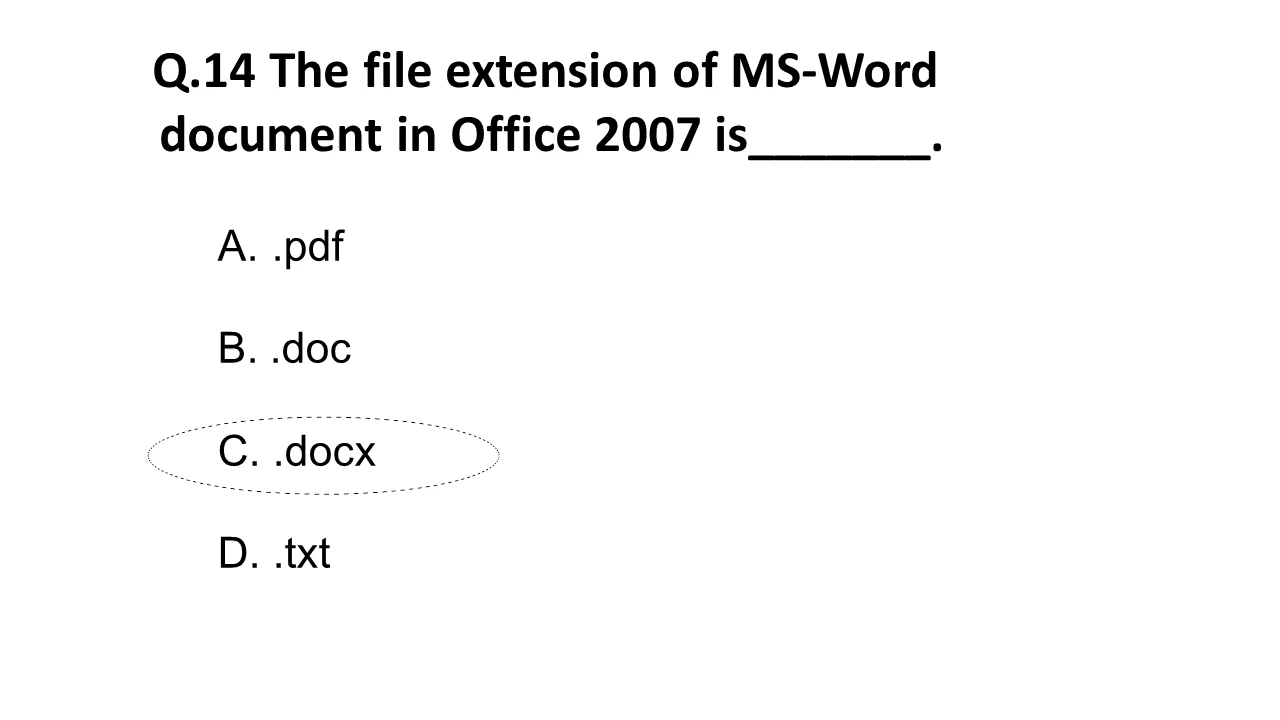 Q.14 The file extension of MS-Word
document in Office 2007 is_______.
A. .pdf
B. .doc
C. .docx
D. .txt